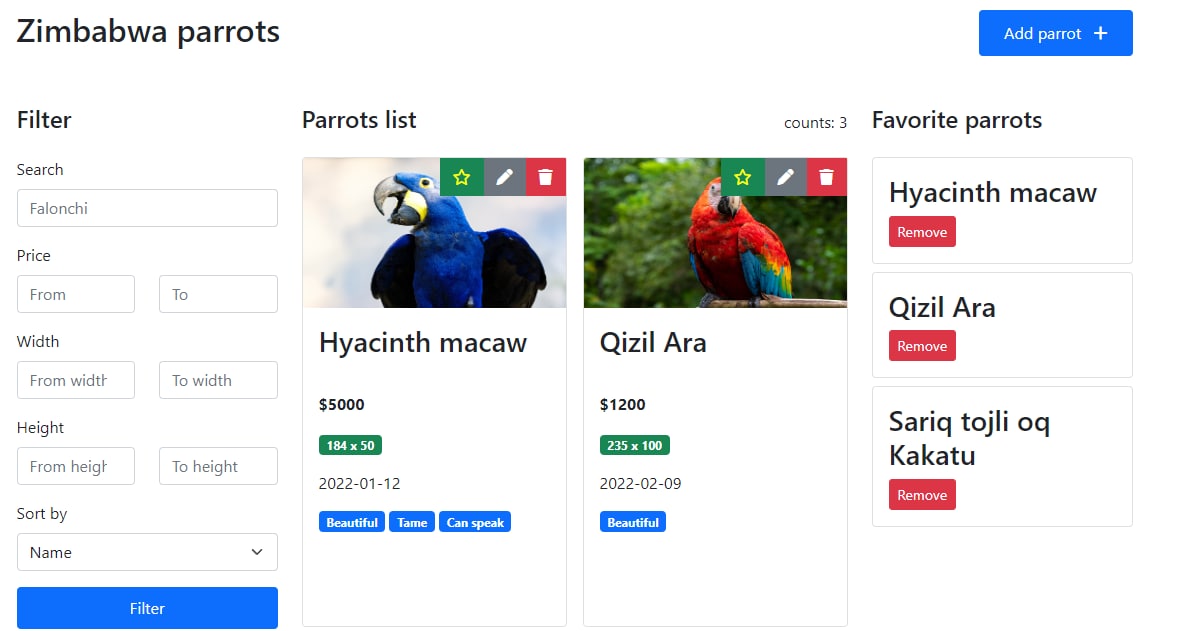 Zimbabwa parrots
Add parrot
Filter
Search
Falonchi
Price
From
To
Width
From width
To width
Height
From heigh
To height
Sort by
Name
Filter
Parrots list
counts: 3
Hyacinth macaw
$5000
184 x 50
2022-01-12
Beautiful Tame Can speak
Qizil Ara
$1200
235 x 100
2022-02-09
Beautiful
Favorite parrots
Hyacinth macaw
Remove
Qizil Ara
Remove
Sariq tojli oq
Kakatu
Remove